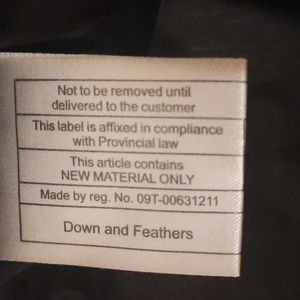 Not to be removed until
delivered to the customer
This label is affixed in compliance
with Provincial law
This article contains
NEW MATERIAL ONLY
Made by reg. No. 09T-00631211
Down and Feathers